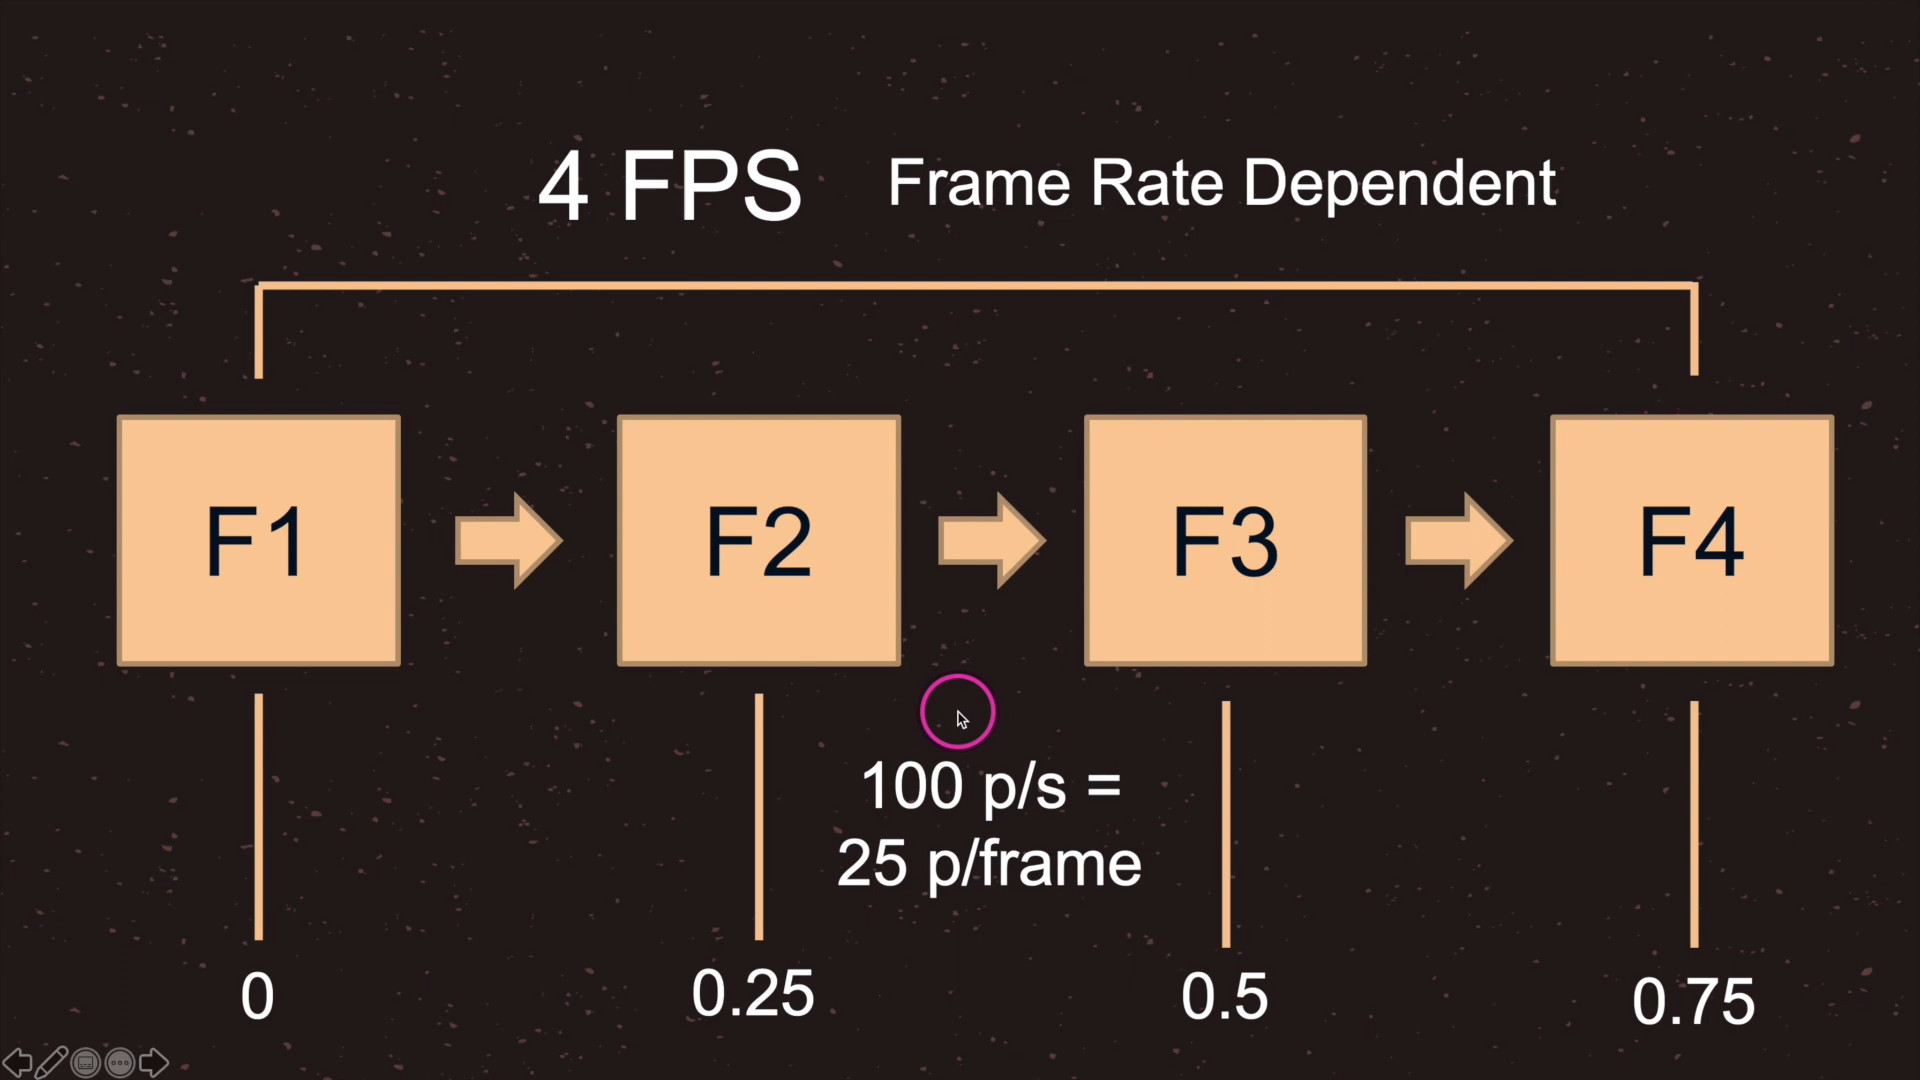 4 FPS
Frame Rate Dependent
F1
F2
F3
F4
100 p/s =
25 p/frame
0
0.25
0.5
0.75